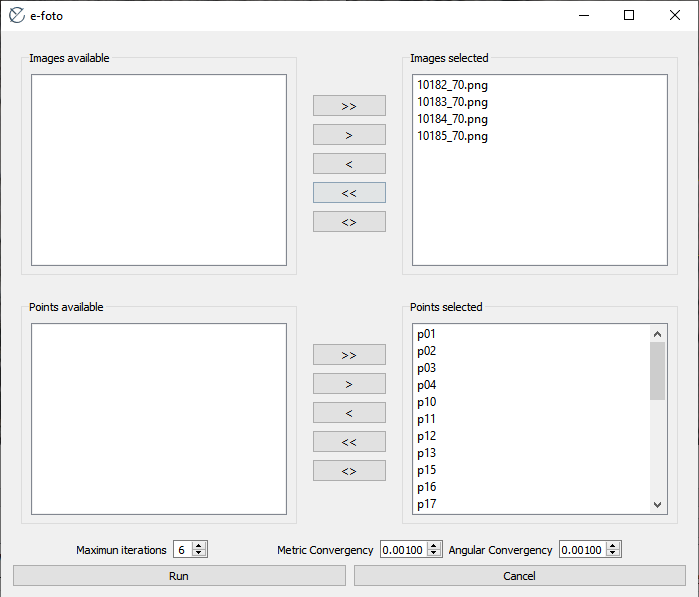 e-foto
Images available
Images selected
10182_70.png
10183_70.png
10184_70.png
10185_70.png
>>
>
<
<<
<>
Points available
Points selected
p01
p02
p03
p04
p10
p11
p12
p13
p15
p16
p17
>>
>
<
<<
<>
Maximun iterations 6 Metric Convergency 0.00100 Angular Convergency 0.00100
Run Cancel